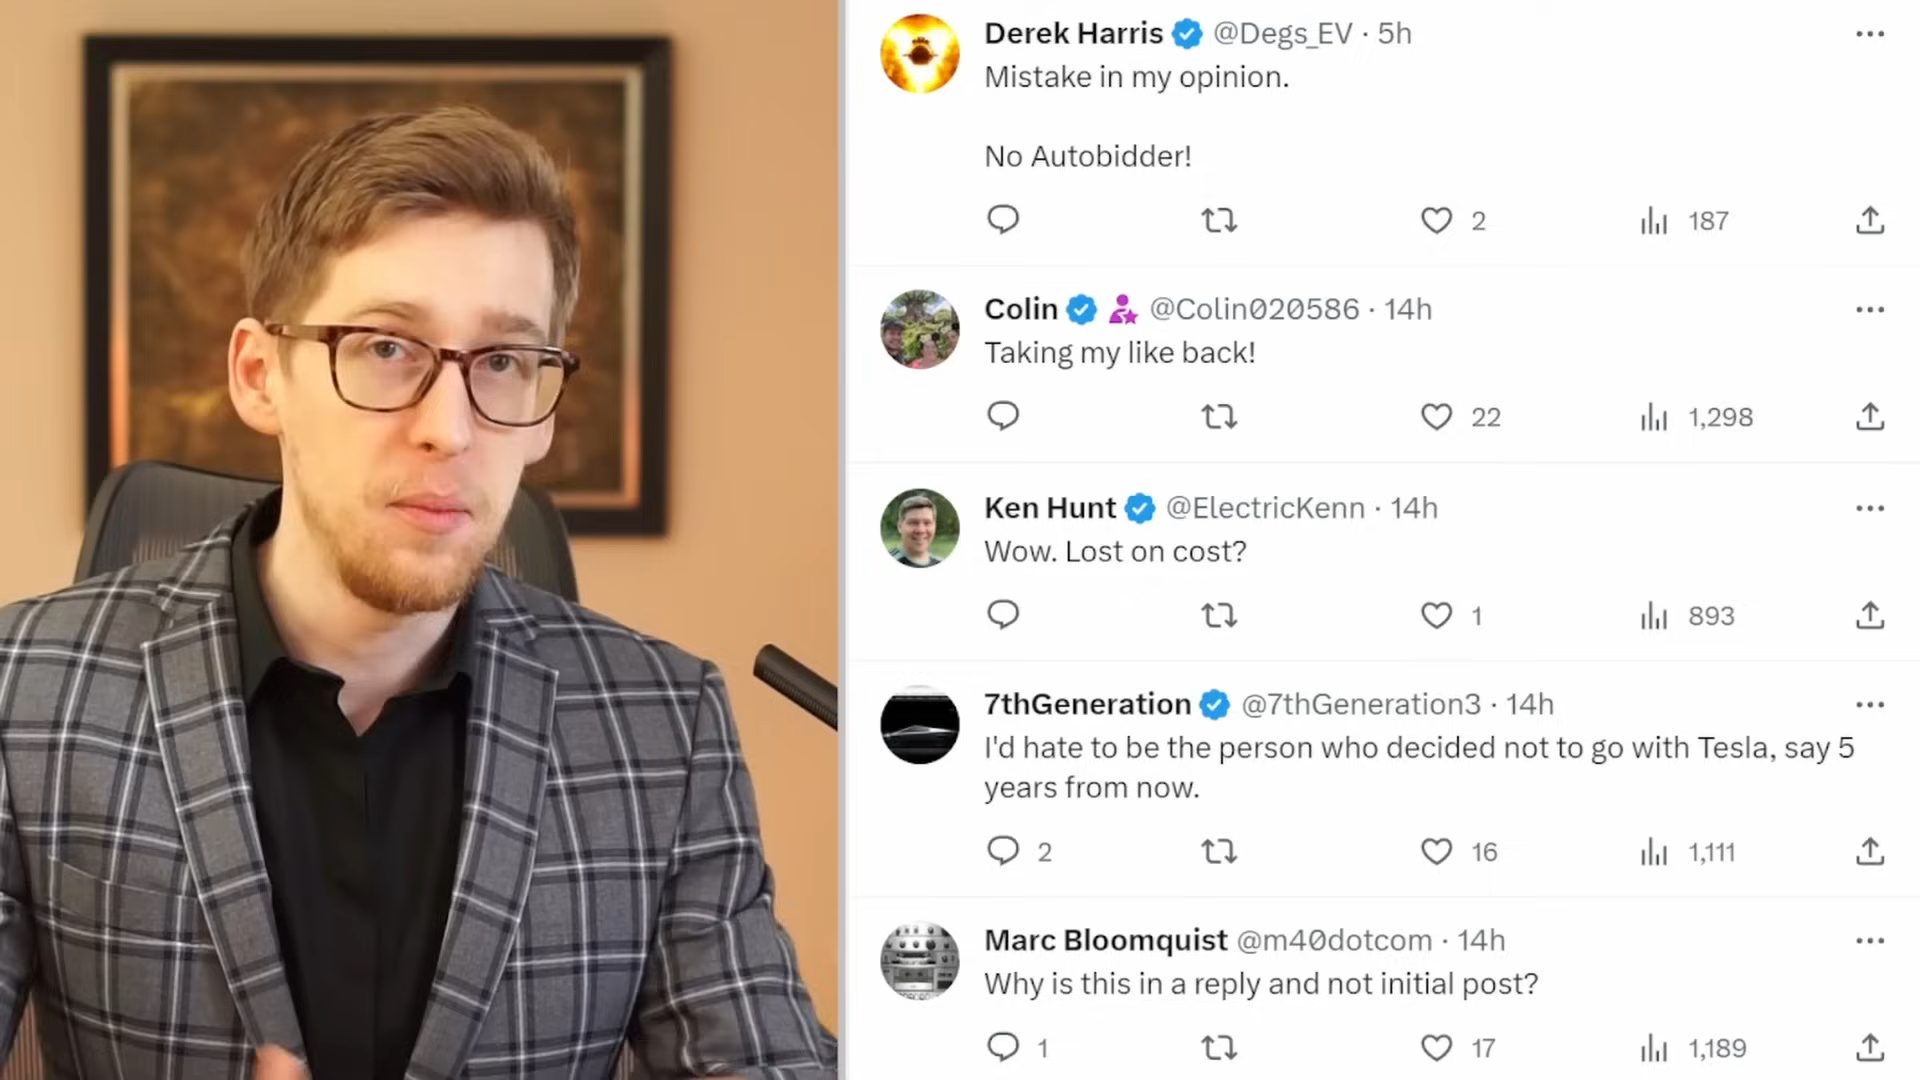 Derek Harris @Degs_EV · 5h
Mistake in my opinion.
No Autobidder!
2 187
Colin @Colin020586 · 14h
Taking my like back!
22 1,298
Ken Hunt @ElectricKenn · 14h
Wow. Lost on cost?
1 893
7thGeneration @7thGeneration3 · 14h
I'd hate to be the person who decided not to go with Tesla, say 5
years from now.
2 16 1,111
Marc Bloomquist @m40dotcom · 14h
Why is this in a reply and not initial post?
1 17 1,189